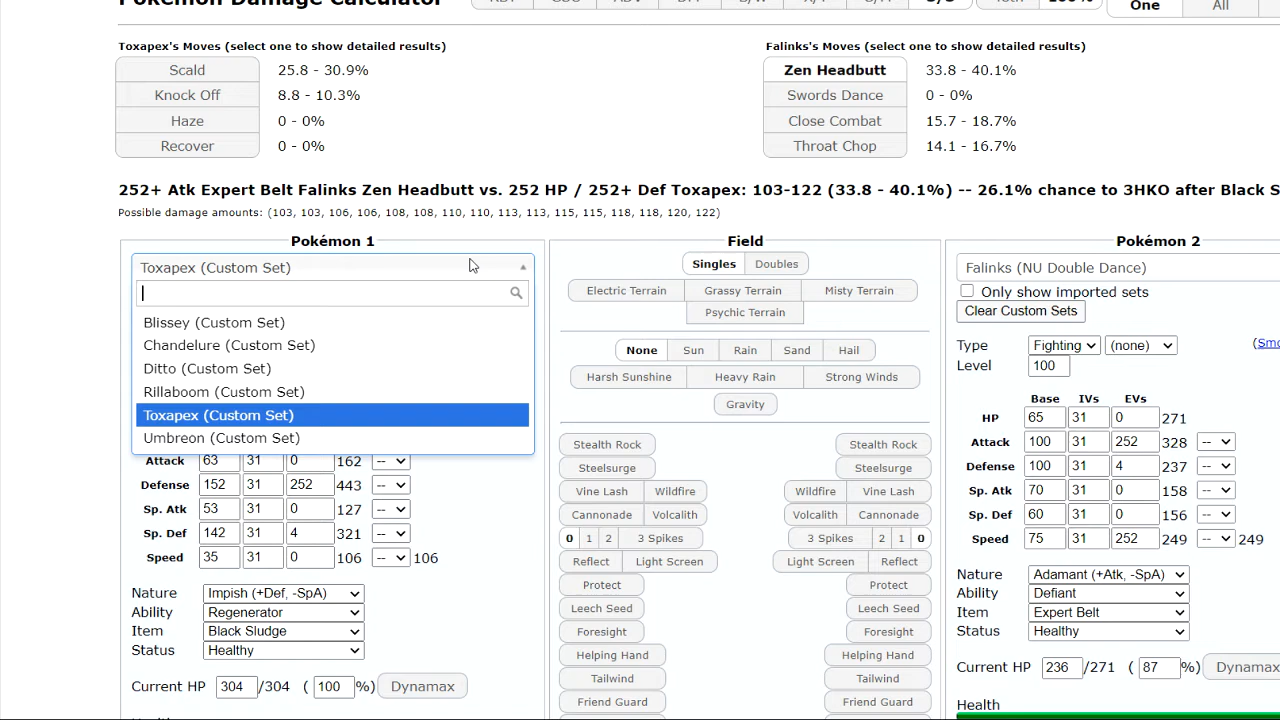 Pokémon Damage Calculator
One All
Toxapex's Moves (select one to show detailed results)
Scald 25.8 - 30.9%
Knock Off 8.8 - 10.3%
Haze 0 - 0%
Recover 0 - 0%
Falinks's Moves (select one to show detailed results)
Zen Headbutt 33.8 - 40.1%
Swords Dance 0 - 0%
Close Combat 15.7 - 18.7%
Throat Chop 14.1 - 16.7%
252+ Atk Expert Belt Falinks Zen Headbutt vs. 252 HP / 252+ Def Toxapex: 103-122 (33.8 - 40.1%) -- 26.1% chance to 3HKO after Black S
Possible damage amounts: (103, 103, 106, 106, 108, 108, 110, 110, 113, 113, 115, 115, 118, 118, 120, 122)
Pokémon 1
Toxapex (Custom Set)
Blissey (Custom Set)
Chandelure (Custom Set)
Ditto (Custom Set)
Rillaboom (Custom Set)
Toxapex (Custom Set)
Umbreon (Custom Set)
Attack 63 31 0 162 --
Defense 152 31 252 443 --
Sp. Atk 53 31 0 127 --
Sp. Def 142 31 4 321 --
Speed 35 31 0 106 -- 106
Nature Impish (+Def, -SpA)
Ability Regenerator
Item Black Sludge
Status Healthy
Current HP 304 /304 ( 100 %) Dynamax
Field
Singles Doubles
Electric Terrain Grassy Terrain Misty Terrain
Psychic Terrain
None Sun Rain Sand Hail
Harsh Sunshine Heavy Rain Strong Winds
Gravity
Stealth Rock Stealth Rock
Steelsurge Steelsurge
Vine Lash Wildfire Wildfire Vine Lash
Cannonade Volcalith Volcalith Cannonade
0 1 2 3 Spikes 3 Spikes 2 1 0
Reflect Light Screen Light Screen Reflect
Protect Protect
Leech Seed Leech Seed
Foresight Foresight
Helping Hand Helping Hand
Tailwind Tailwind
Friend Guard Friend Guard
Pokémon 2
Falinks (NU Double Dance)
Only show imported sets
Clear Custom Sets
Type Fighting (none) (Smo
Level 100
Base IVs EVs
HP 65 31 0 271
Attack 100 31 252 328 --
Defense 100 31 4 237 --
Sp. Atk 70 31 0 158 --
Sp. Def 60 31 0 156 --
Speed 75 31 252 249 -- 249
Nature Adamant (+Atk, -SpA)
Ability Defiant
Item Expert Belt
Status Healthy
Current HP 236 /271 ( 87 %) Dynamax
Health